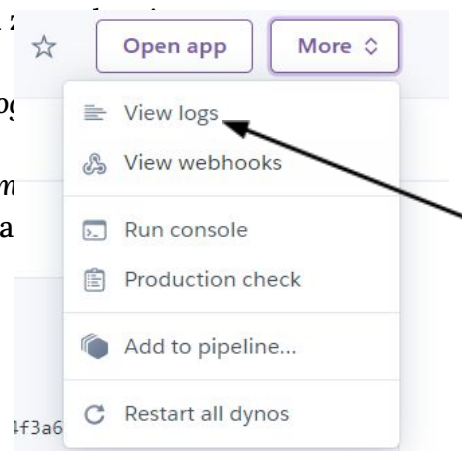 Open app
More
View logs
View webhooks
Run console
Production check
Add to pipeline...
Restart all dynos
4f3a6